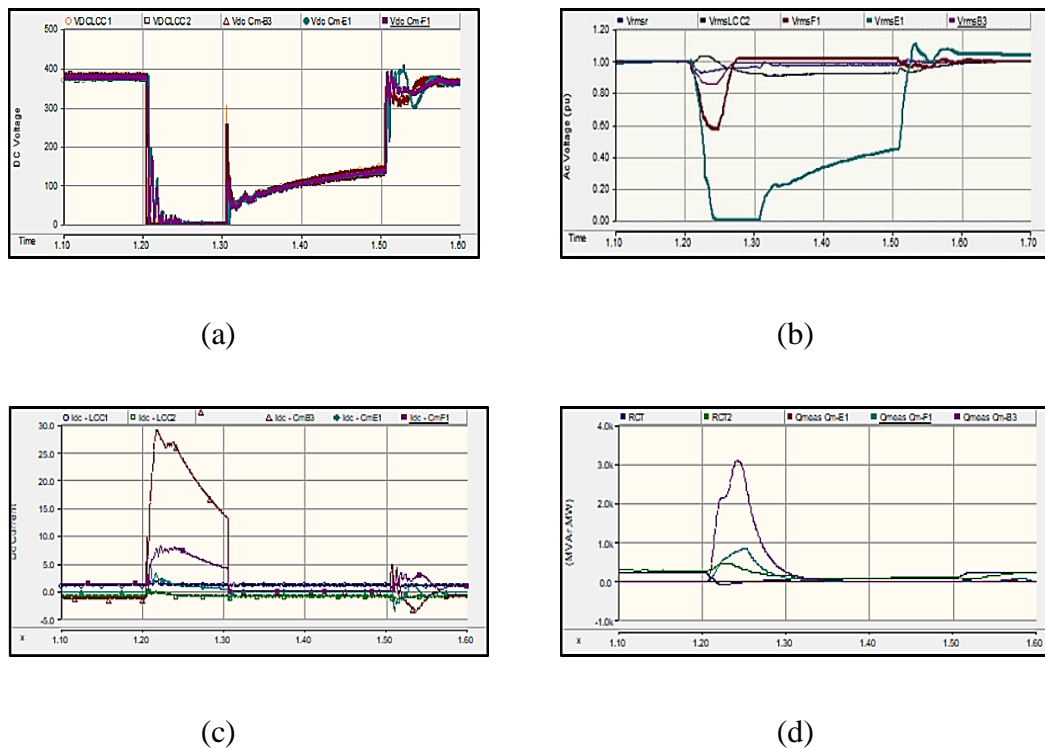 VDCLCC1 VDCLCC2 Vdc Cm-B3 Vdc Cm-E1 Vdc Cm-F1
500
400
300
200
100
0
DC Voltage
Time 1.10 1.20 1.30 1.40 1.50 1.60
(a)
Vrmsr VrmsLCC2 VrmsF1 VrmsE1 VrmsB3
1.20
1.00
0.80
0.60
0.40
0.20
0.00
Ac Voltage (pu)
Time 1.10 1.20 1.30 1.40 1.50 1.60 1.70
(b)
Idc - LCC1 Idc - LCC2 Idc - CmB3 Idc - CmE1 Idc - CmF1
30.0
25.0
20.0
15.0
10.0
5.0
0.0
-5.0
x 1.10 1.20 1.30 1.40 1.50 1.60
(c)
RCT RCT2 Qmeas Qm-E1 Qmeas Qm-F1 Qmeas Qm-B3
4.0k
3.0k
2.0k
1.0k
0.0
-1.0k
(MVAr,MW)
x 1.10 1.20 1.30 1.40 1.50 1.60
(d)